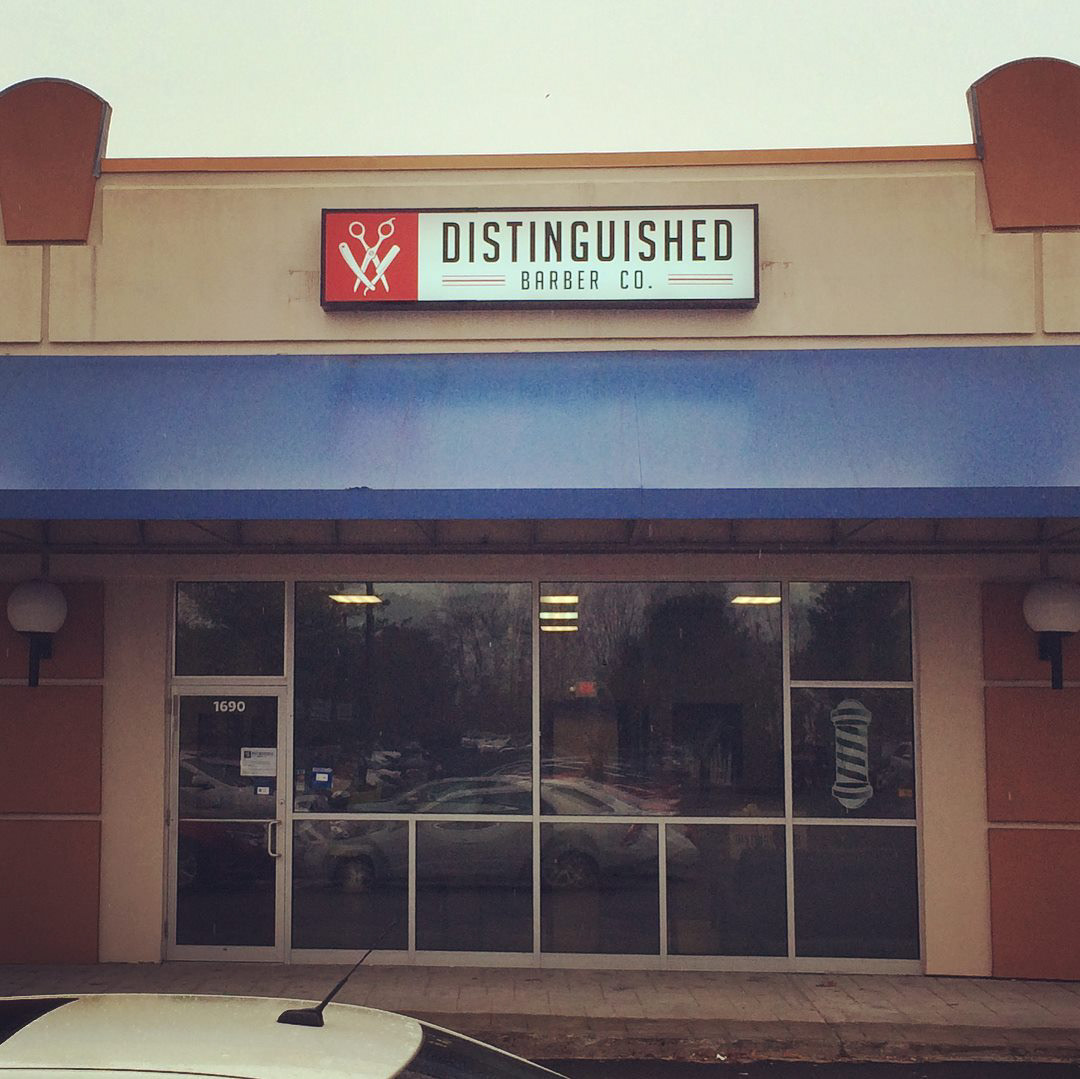 DISTINGUISHED
BARBER CO.
1690